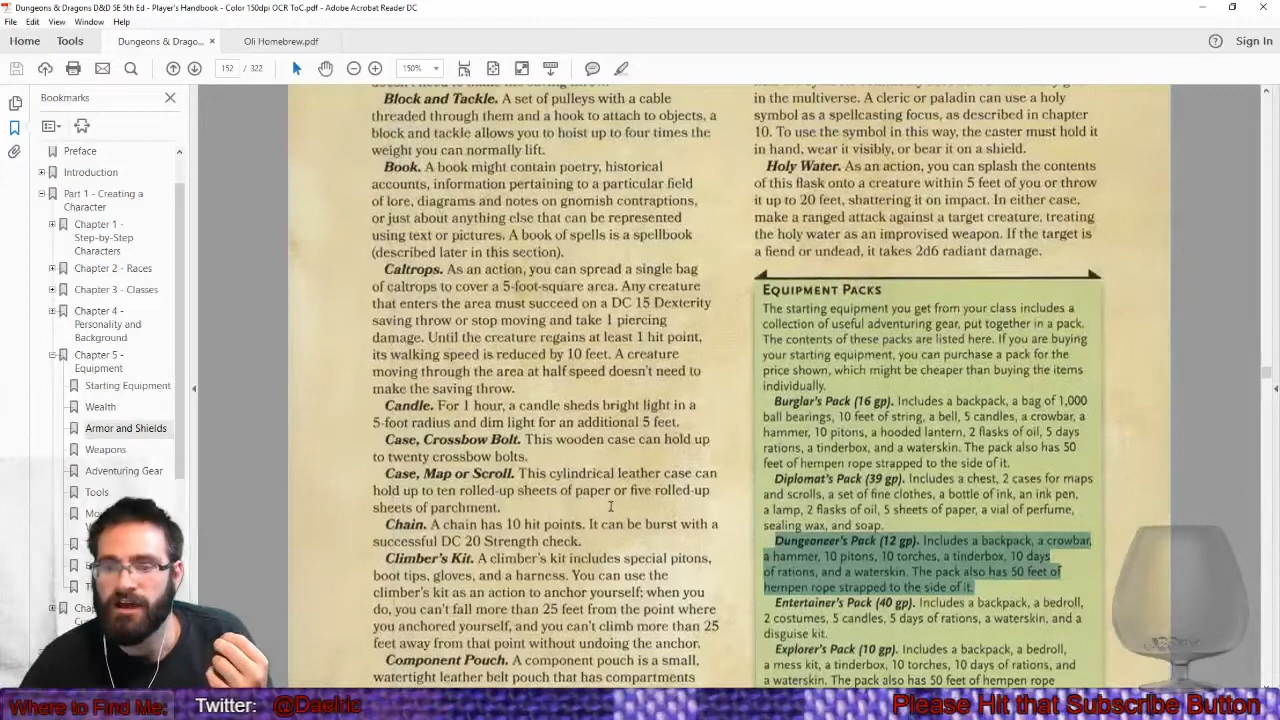 Dungeons & Dragons D&D 5E 5th Ed - Player's Handbook - Color 150dpi OCR ToC.pdf - Adobe Acrobat Reader DC
File Edit View Window Help
Home Tools Dungeons & Drago... × Oli Homebrew.pdf Sign In
152 / 322 150%
Bookmarks
Preface
Introduction
Part 1 - Creating a
Character
Chapter 1 -
Step-by-Step
Characters
Chapter 2 - Races
Chapter 3 - Classes
Chapter 4 -
Personality and
Background
Chapter 5 -
Equipment
Starting Equipment
Wealth
Armor and Shields
Weapons
Adventuring Gear
Tools
Block and Tackle. A set of pulleys with a cable
threaded through them and a hook to attach to objects, a
block and tackle allows you to hoist up to four times the
weight you can normally lift.
Book. A book might contain poetry, historical
accounts, information pertaining to a particular field
of lore, diagrams and notes on gnomish contraptions,
or just about anything else that can be represented
using text or pictures. A book of spells is a spellbook
(described later in this section).
Caltrops. As an action, you can spread a single bag
of caltrops to cover a 5-foot-square area. Any creature
that enters the area must succeed on a DC 15 Dexterity
saving throw or stop moving and take 1 piercing
damage. Until the creature regains at least 1 hit point,
its walking speed is reduced by 10 feet. A creature
moving through the area at half speed doesn't need to
make the saving throw.
Candle. For 1 hour, a candle sheds bright light in a
5-foot radius and dim light for an additional 5 feet.
Case, Crossbow Bolt. This wooden case can hold up
to twenty crossbow bolts.
Case, Map or Scroll. This cylindrical leather case can
hold up to ten rolled-up sheets of paper or five rolled-up
sheets of parchment.
Chain. A chain has 10 hit points. It can be burst with a
successful DC 20 Strength check.
Climber's Kit. A climber's kit includes special pitons,
boot tips, gloves, and a harness. You can use the
climber's kit as an action to anchor yourself; when you
do, you can't fall more than 25 feet from the point where
you anchored yourself, and you can't climb more than 25
feet away from that point without undoing the anchor.
Component Pouch. A component pouch is a small,
watertight leather belt pouch that has compartments
in the multiverse. A cleric or paladin can use a holy
symbol as a spellcasting focus, as described in chapter
10. To use the symbol in this way, the caster must hold it
in hand, wear it visibly, or bear it on a shield.
Holy Water. As an action, you can splash the contents
of this flask onto a creature within 5 feet of you or throw
it up to 20 feet, shattering it on impact. In either case,
make a ranged attack against a target creature, treating
the holy water as an improvised weapon. If the target is
a fiend or undead, it takes 2d6 radiant damage.
Equipment Packs
The starting equipment you get from your class includes a
collection of useful adventuring gear, put together in a pack.
The contents of these packs are listed here. If you are buying
your starting equipment, you can purchase a pack for the
price shown, which might be cheaper than buying the items
individually.
Burglar's Pack (16 gp). Includes a backpack, a bag of 1,000
ball bearings, 10 feet of string, a bell, 5 candles, a crowbar, a
hammer, 10 pitons, a hooded lantern, 2 flasks of oil, 5 days
rations, a tinderbox, and a waterskin. The pack also has 50
feet of hempen rope strapped to the side of it.
Diplomat's Pack (39 gp). Includes a chest, 2 cases for maps
and scrolls, a set of fine clothes, a bottle of ink, an ink pen,
a lamp, 2 flasks of oil, 5 sheets of paper, a vial of perfume,
sealing wax, and soap.
Dungeoneer's Pack (12 gp). Includes a backpack, a crowbar,
a hammer, 10 pitons, 10 torches, a tinderbox, 10 days
of rations, and a waterskin. The pack also has 50 feet of
hempen rope strapped to the side of it.
Entertainer's Pack (40 gp). Includes a backpack, a bedroll,
2 costumes, 5 candles, 5 days of rations, a waterskin, and a
disguise kit.
Explorer's Pack (10 gp). Includes a backpack, a bedroll,
a mess kit, a tinderbox, 10 torches, 10 days of rations, and
a waterskin. The pack also has 50 feet of hempen rope
Where to Find Me: Twitter: @Daelric Please Hit that Subscribe Button